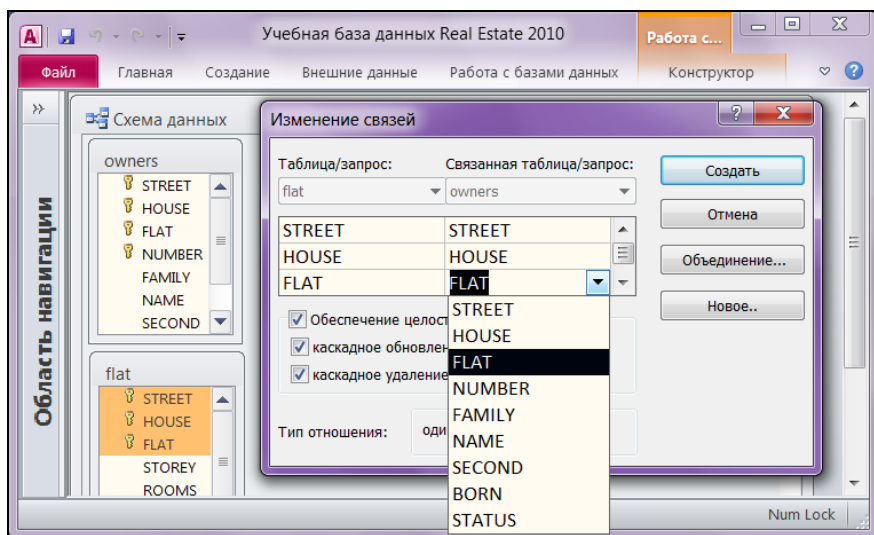 A Учебная база данных Real Estate 2010 Работа с...
Файл Главная Создание Внешние данные Работа с базами данных Конструктор
Область навигации
Схема данных
owners
STREET
HOUSE
FLAT
NUMBER
FAMILY
NAME
SECOND
flat
STREET
HOUSE
FLAT
STOREY
ROOMS
Изменение связей
Таблица/запрос: Связанная таблица/запрос:
flat owners
STREET STREET
HOUSE HOUSE
FLAT FLAT
STREET
HOUSE
FLAT
NUMBER
FAMILY
NAME
SECOND
BORN
STATUS
Обеспечение целост
каскадное обновлен
каскадное удаление
Тип отношения: оди
Создать
Отмена
Объединение...
Новое..
Num Lock